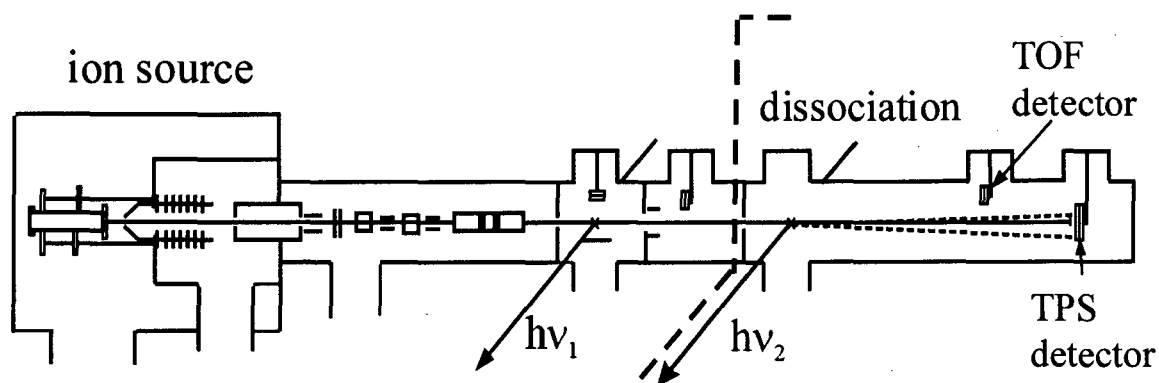 ion source
dissociation
TOF
detector
hν₁
hν₂
TPS
detector